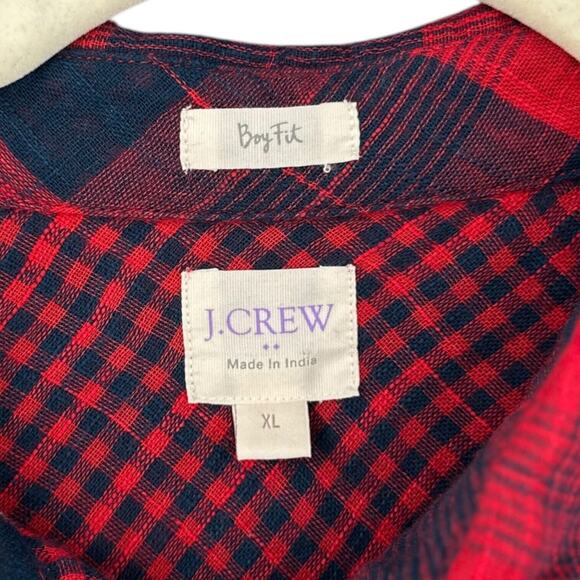 Boy Fit
J.CREW
Made In India
XL